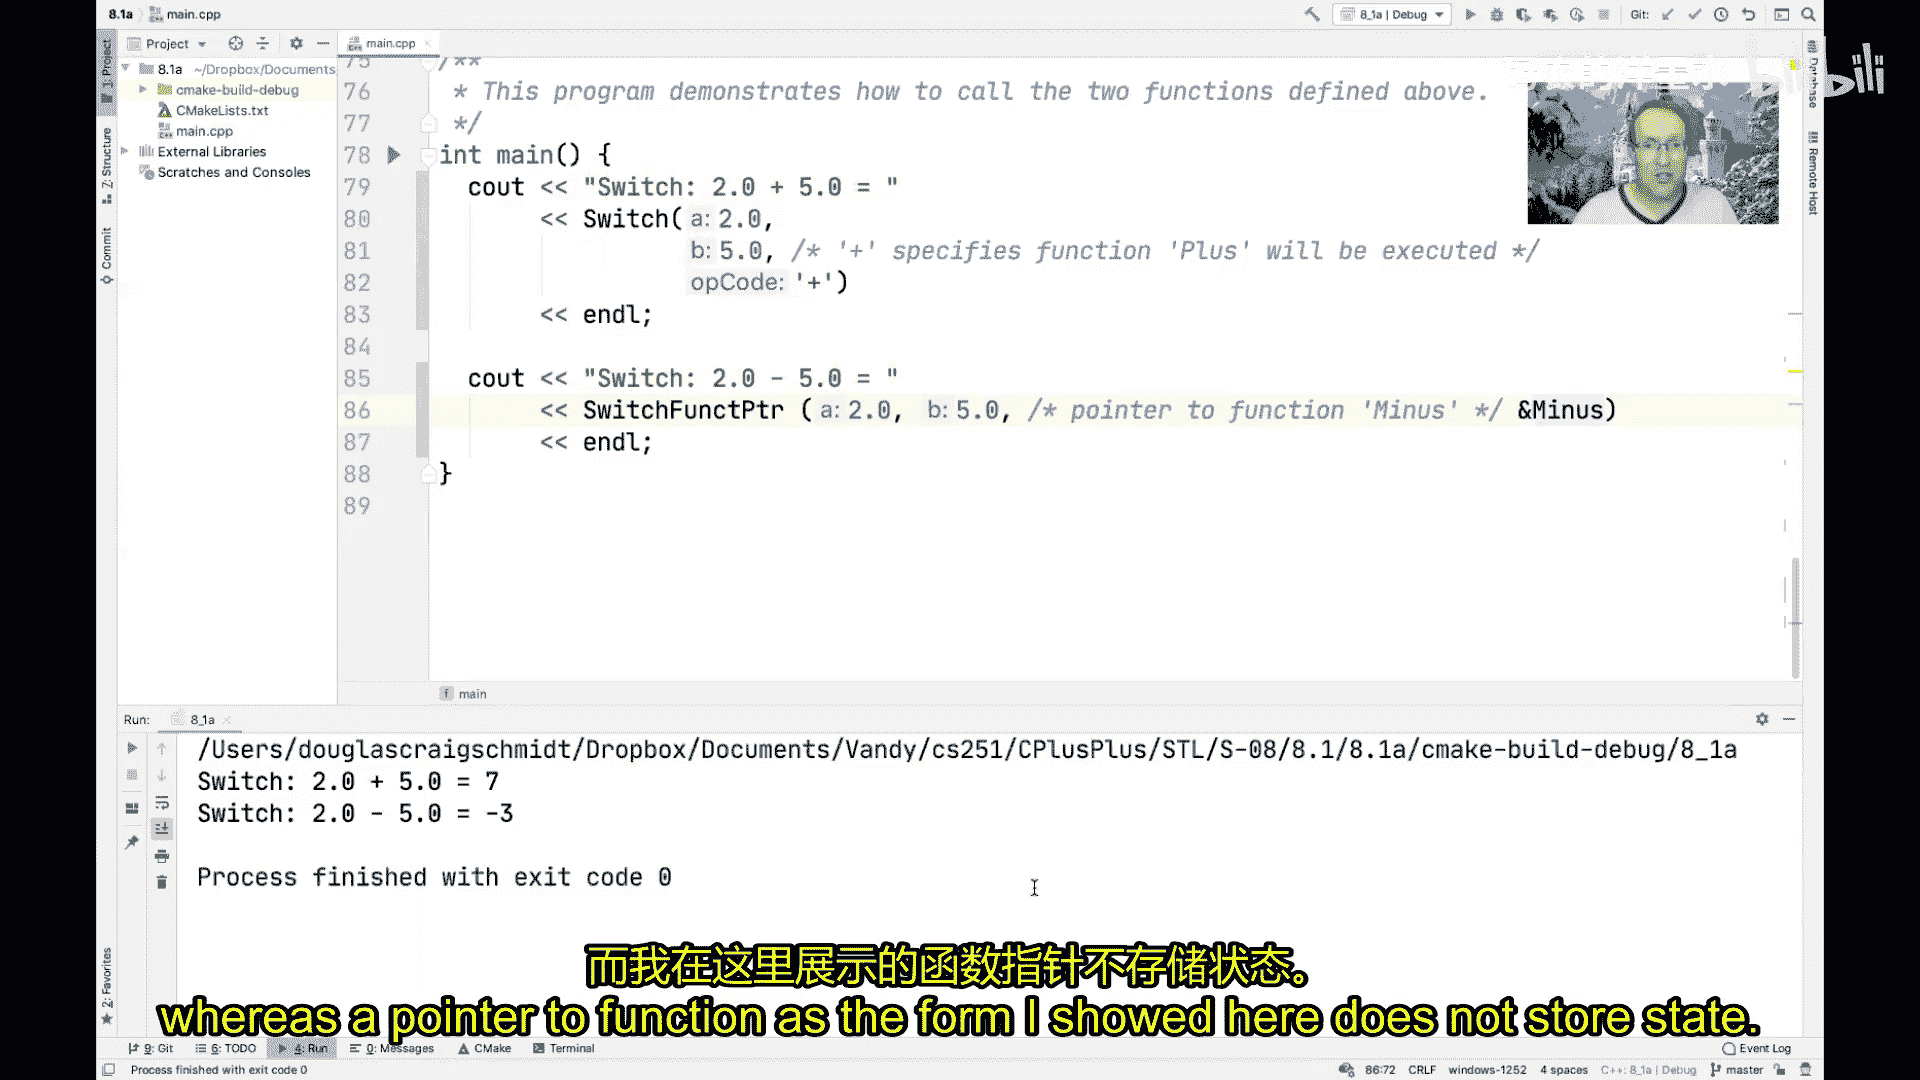 8.1a
main.cpp
8_1a | Debug
Git:
Project
main.cpp
1: Project
8.1a ~/Dropbox/Documents
cmake-build-debug
CMakeLists.txt
main.cpp
External Libraries
Scratches and Consoles
Z: Structure
Commit
2: Favorites
Database
Remote Host
bilibili
75 /**
76 * This program demonstrates how to call the two functions defined above.
77 */
78 int main() {
79 cout << "Switch: 2.0 + 5.0 = "
80 << Switch( a: 2.0,
81 b: 5.0, /* '+' specifies function 'Plus' will be executed */
82 opCode: '+')
83 << endl;
84
85 cout << "Switch: 2.0 - 5.0 = "
86 << SwitchFunctPtr ( a: 2.0, b: 5.0, /* pointer to function 'Minus' */ &Minus)
87 << endl;
88 }
89
f main
Run: 8_1a
/Users/douglascraigschmidt/Dropbox/Documents/Vandy/cs251/CPlusPlus/STL/S-08/8.1/8.1a/cmake-build-debug/8_1a
Switch: 2.0 + 5.0 = 7
Switch: 2.0 - 5.0 = -3
Process finished with exit code 0
而我在这里展示的函数指针不存储状态。
whereas a pointer to function as the form I showed here does not store state.
9: Git 6: TODO 4: Run 0: Messages CMake Terminal Event Log
Process finished with exit code 0 86:72 CRLF windows-1252 4 spaces C++: 8_1a | Debug master